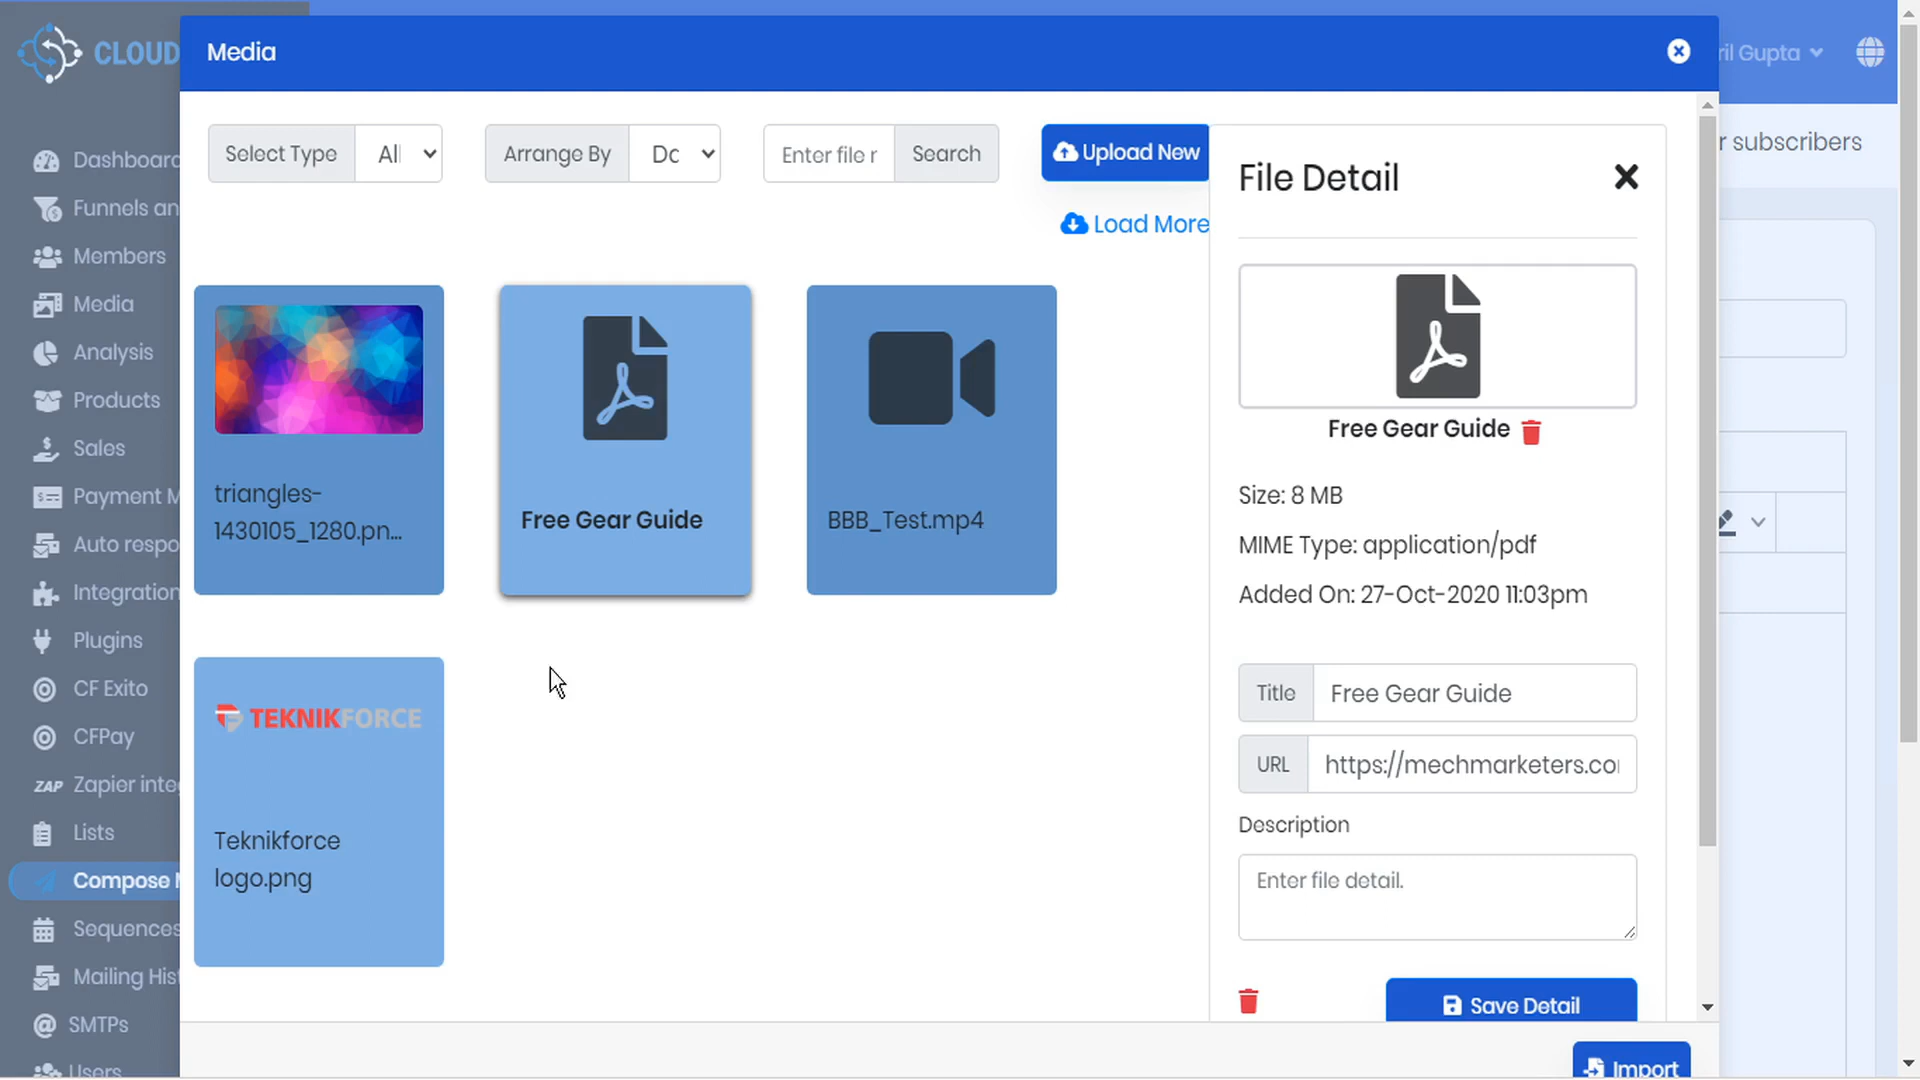 CLOUD
Media
ril Gupta
r subscribers
Dashboard
Funnels an
Members
Media
Analysis
Products
Sales
Payment M
Auto respo
Integration
Plugins
CF Exito
CFPay
ZAP Zapier inte
Lists
Compose M
Sequences
Mailing Hist
SMTPs
Users
Select Type
All
Arrange By
Dc
Enter file r
Search
Upload New
Load More
triangles-
1430105_1280.pn...
Free Gear Guide
BBB_Test.mp4
TEKNIKFORCE
Teknikforce
logo.png
File Detail
Free Gear Guide
Size: 8 MB
MIME Type: application/pdf
Added On: 27-Oct-2020 11:03pm
Title Free Gear Guide
URL https://mechmarketers.co
Description
Enter file detail.
Save Detail
Import